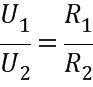 U₁/U₂ = R₁/R₂